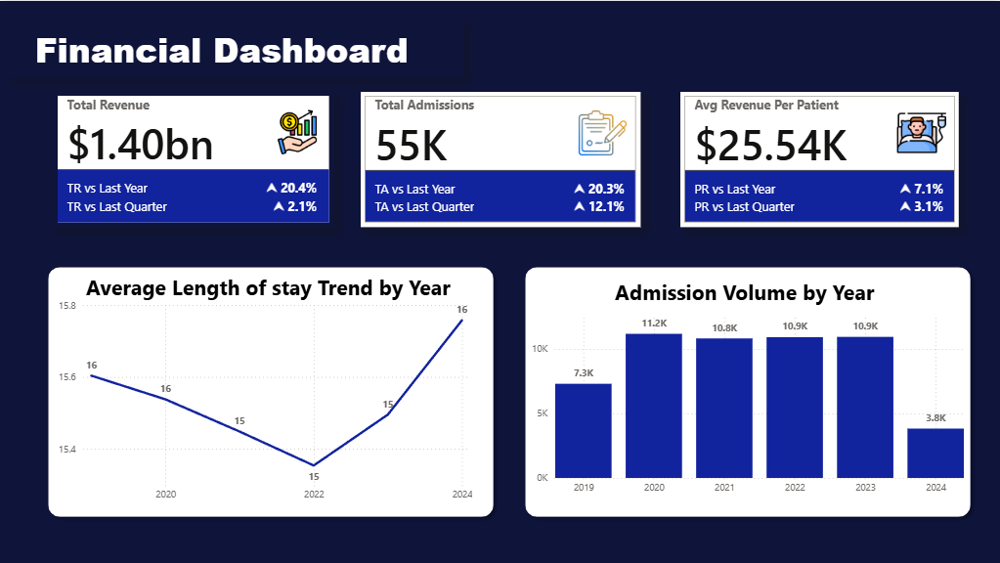 Financial Dashboard
Total Revenue
$1.40bn
TR vs Last Year 20.4%
TR vs Last Quarter 2.1%
Total Admissions
55K
TA vs Last Year 20.3%
TA vs Last Quarter 12.1%
Avg Revenue Per Patient
$25.54K
PR vs Last Year 7.1%
PR vs Last Quarter 3.1%
Average Length of stay Trend by Year
15.8
15.6
15.4
16
16
15
15
15
16
2020 2022 2024
Admission Volume by Year
10K
5K
0K
7.3K
11.2K
10.8K
10.9K
10.9K
3.8K
2019 2020 2021 2022 2023 2024